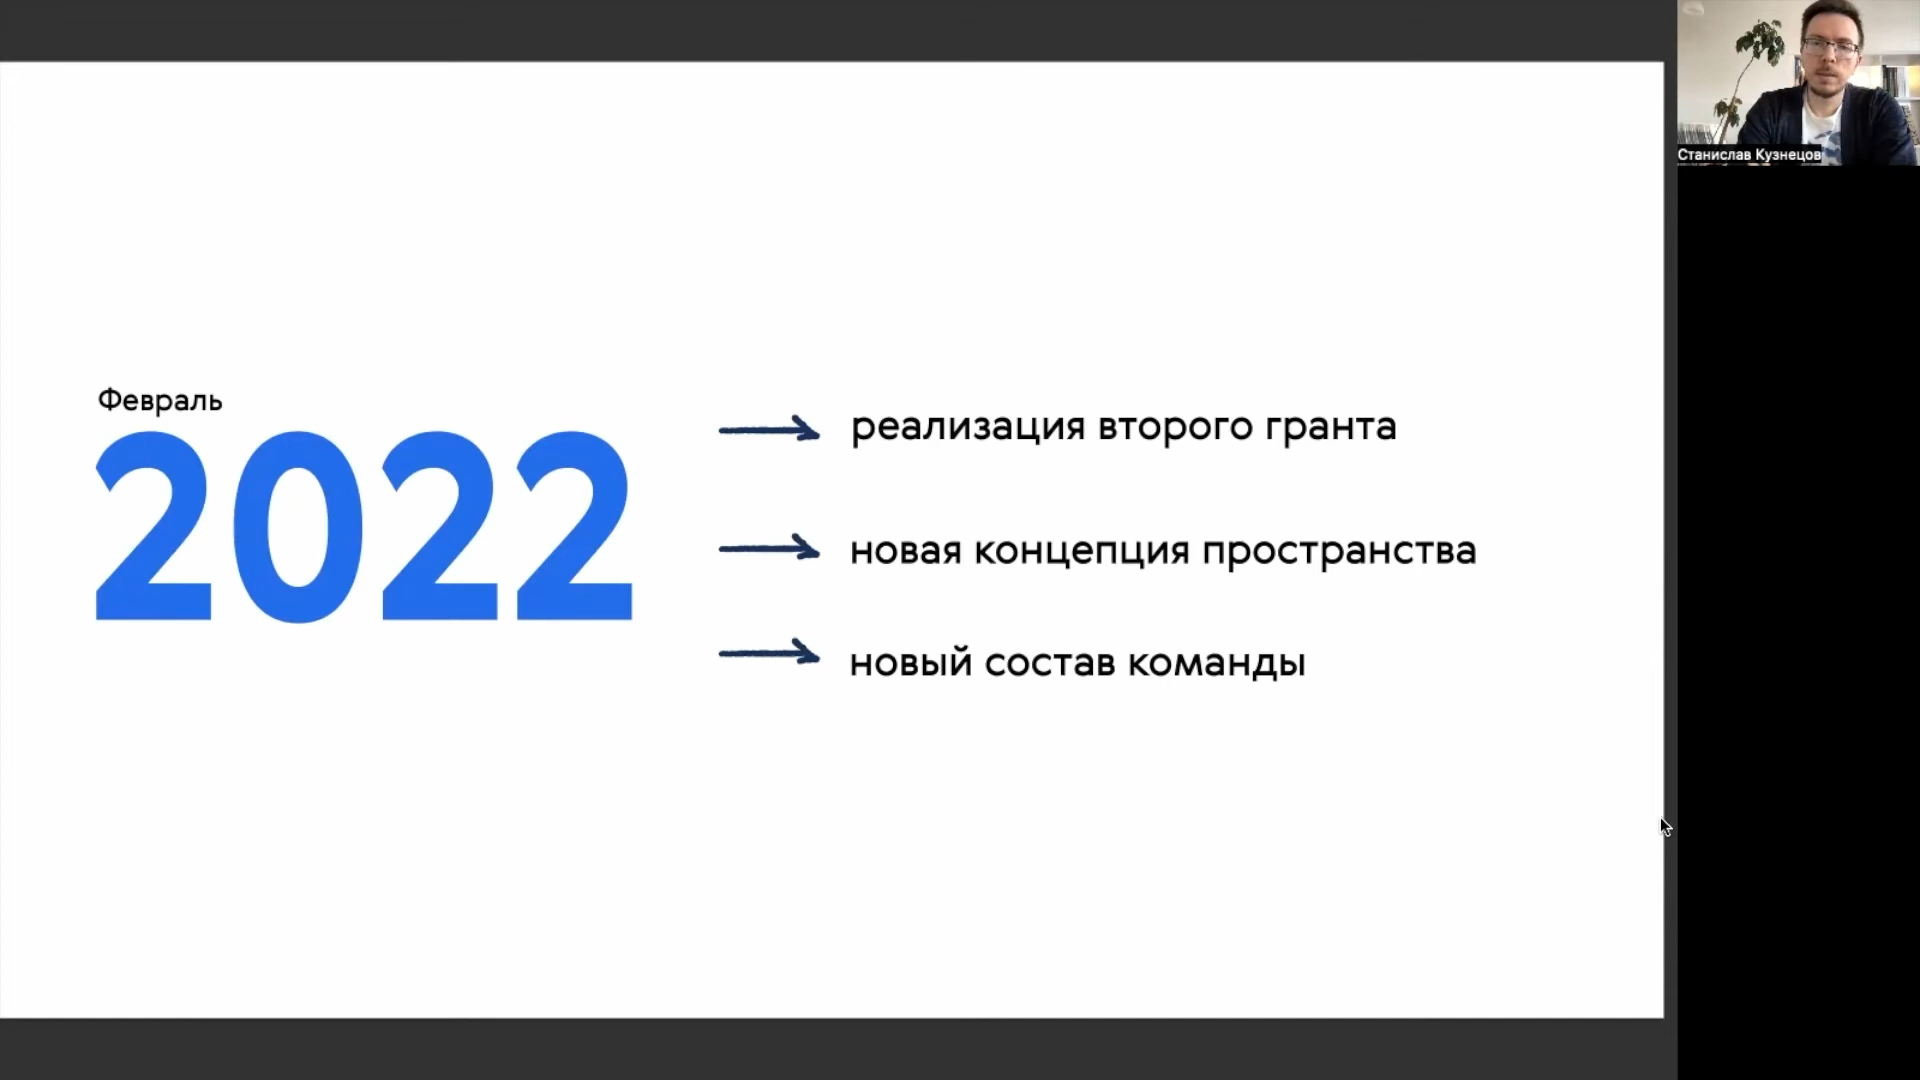 Февраль
2022
реализация второго гранта
новая концепция пространства
новый состав команды
Станислав Кузнецов